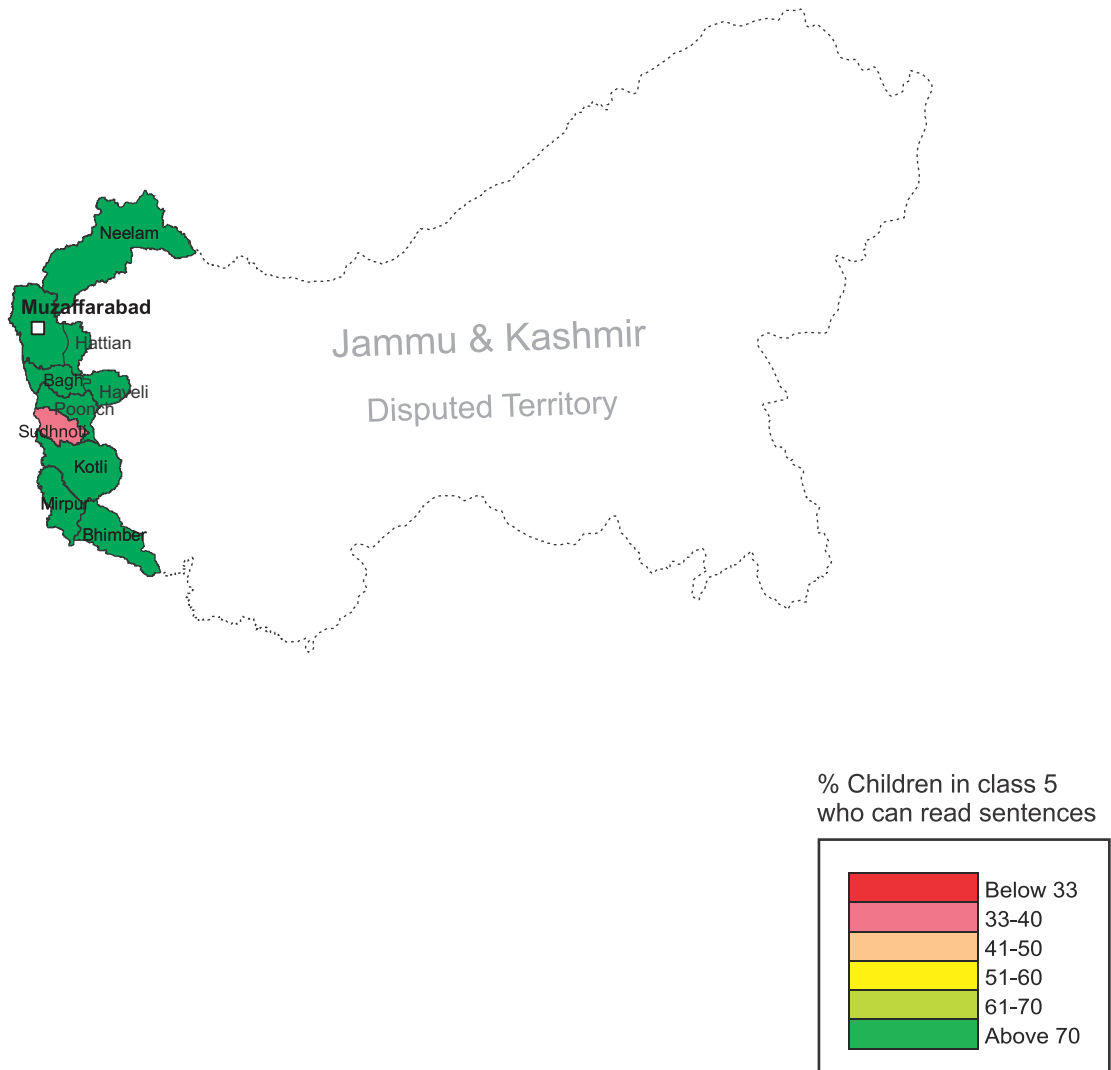 Neelam
Muzaffarabad
Hattian
Jammu & Kashmir
Disputed Territory
Bagh
Haveli
Poonch
Sudhnoti
Kotli
Mirpur
Bhimber
% Children in class 5
who can read sentences
Below 33
33-40
41-50
51-60
61-70
Above 70